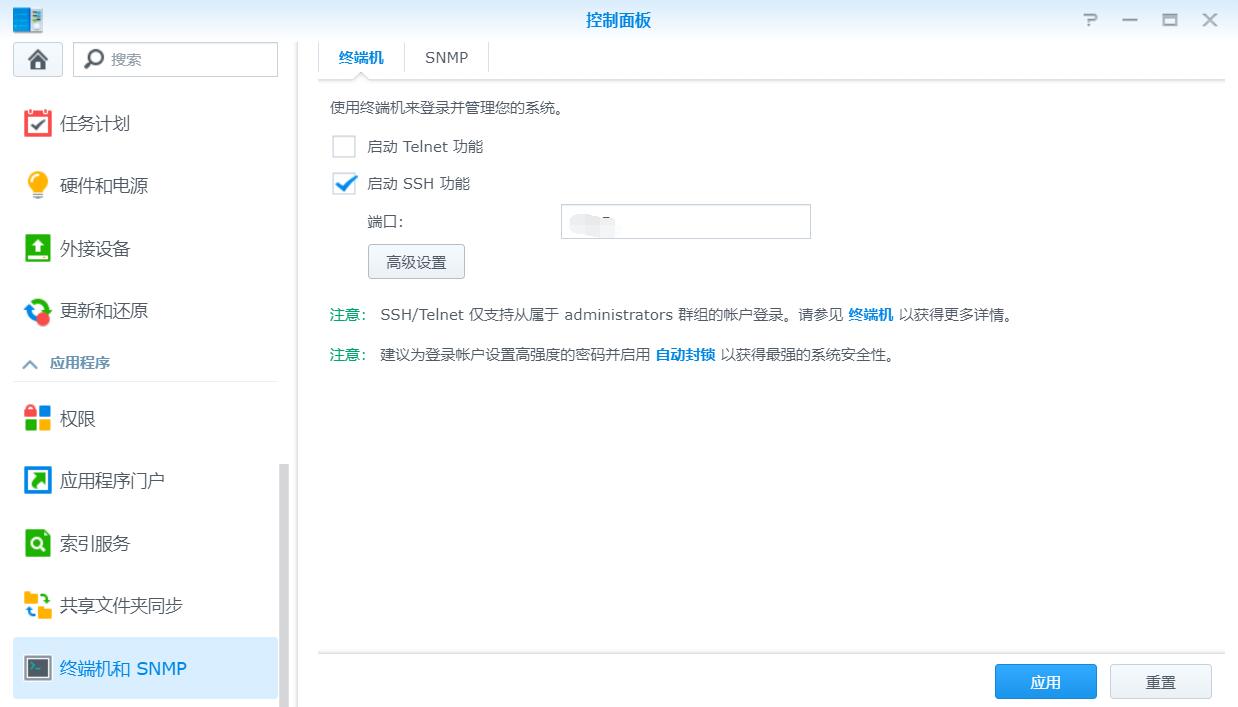 控制面板
搜索
任务计划
硬件和电源
外接设备
更新和还原
应用程序
权限
应用程序门户
索引服务
共享文件夹同步
终端机和 SNMP
终端机
SNMP
使用终端机来登录并管理您的系统。
启动 Telnet 功能
启动 SSH 功能
端口:
高级设置
注意: SSH/Telnet 仅支持从属于 administrators 群组的帐户登录。请参见 终端机 以获得更多详情。
注意: 建议为登录帐户设置高强度的密码并启用 自动封锁 以获得最强的系统安全性。
应用
重置